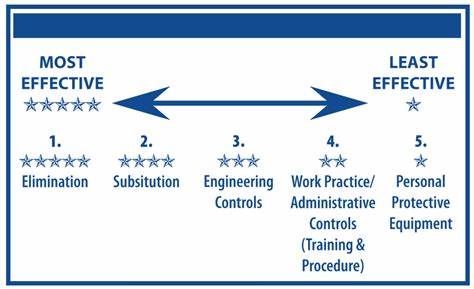 MOST EFFECTIVE
LEAST EFFECTIVE
1.
Elimination
2.
Subsitution
3.
Engineering
Controls
4.
Work Practice/
Administrative
Controls
(Training &
Procedure)
5.
Personal
Protective
Equipment